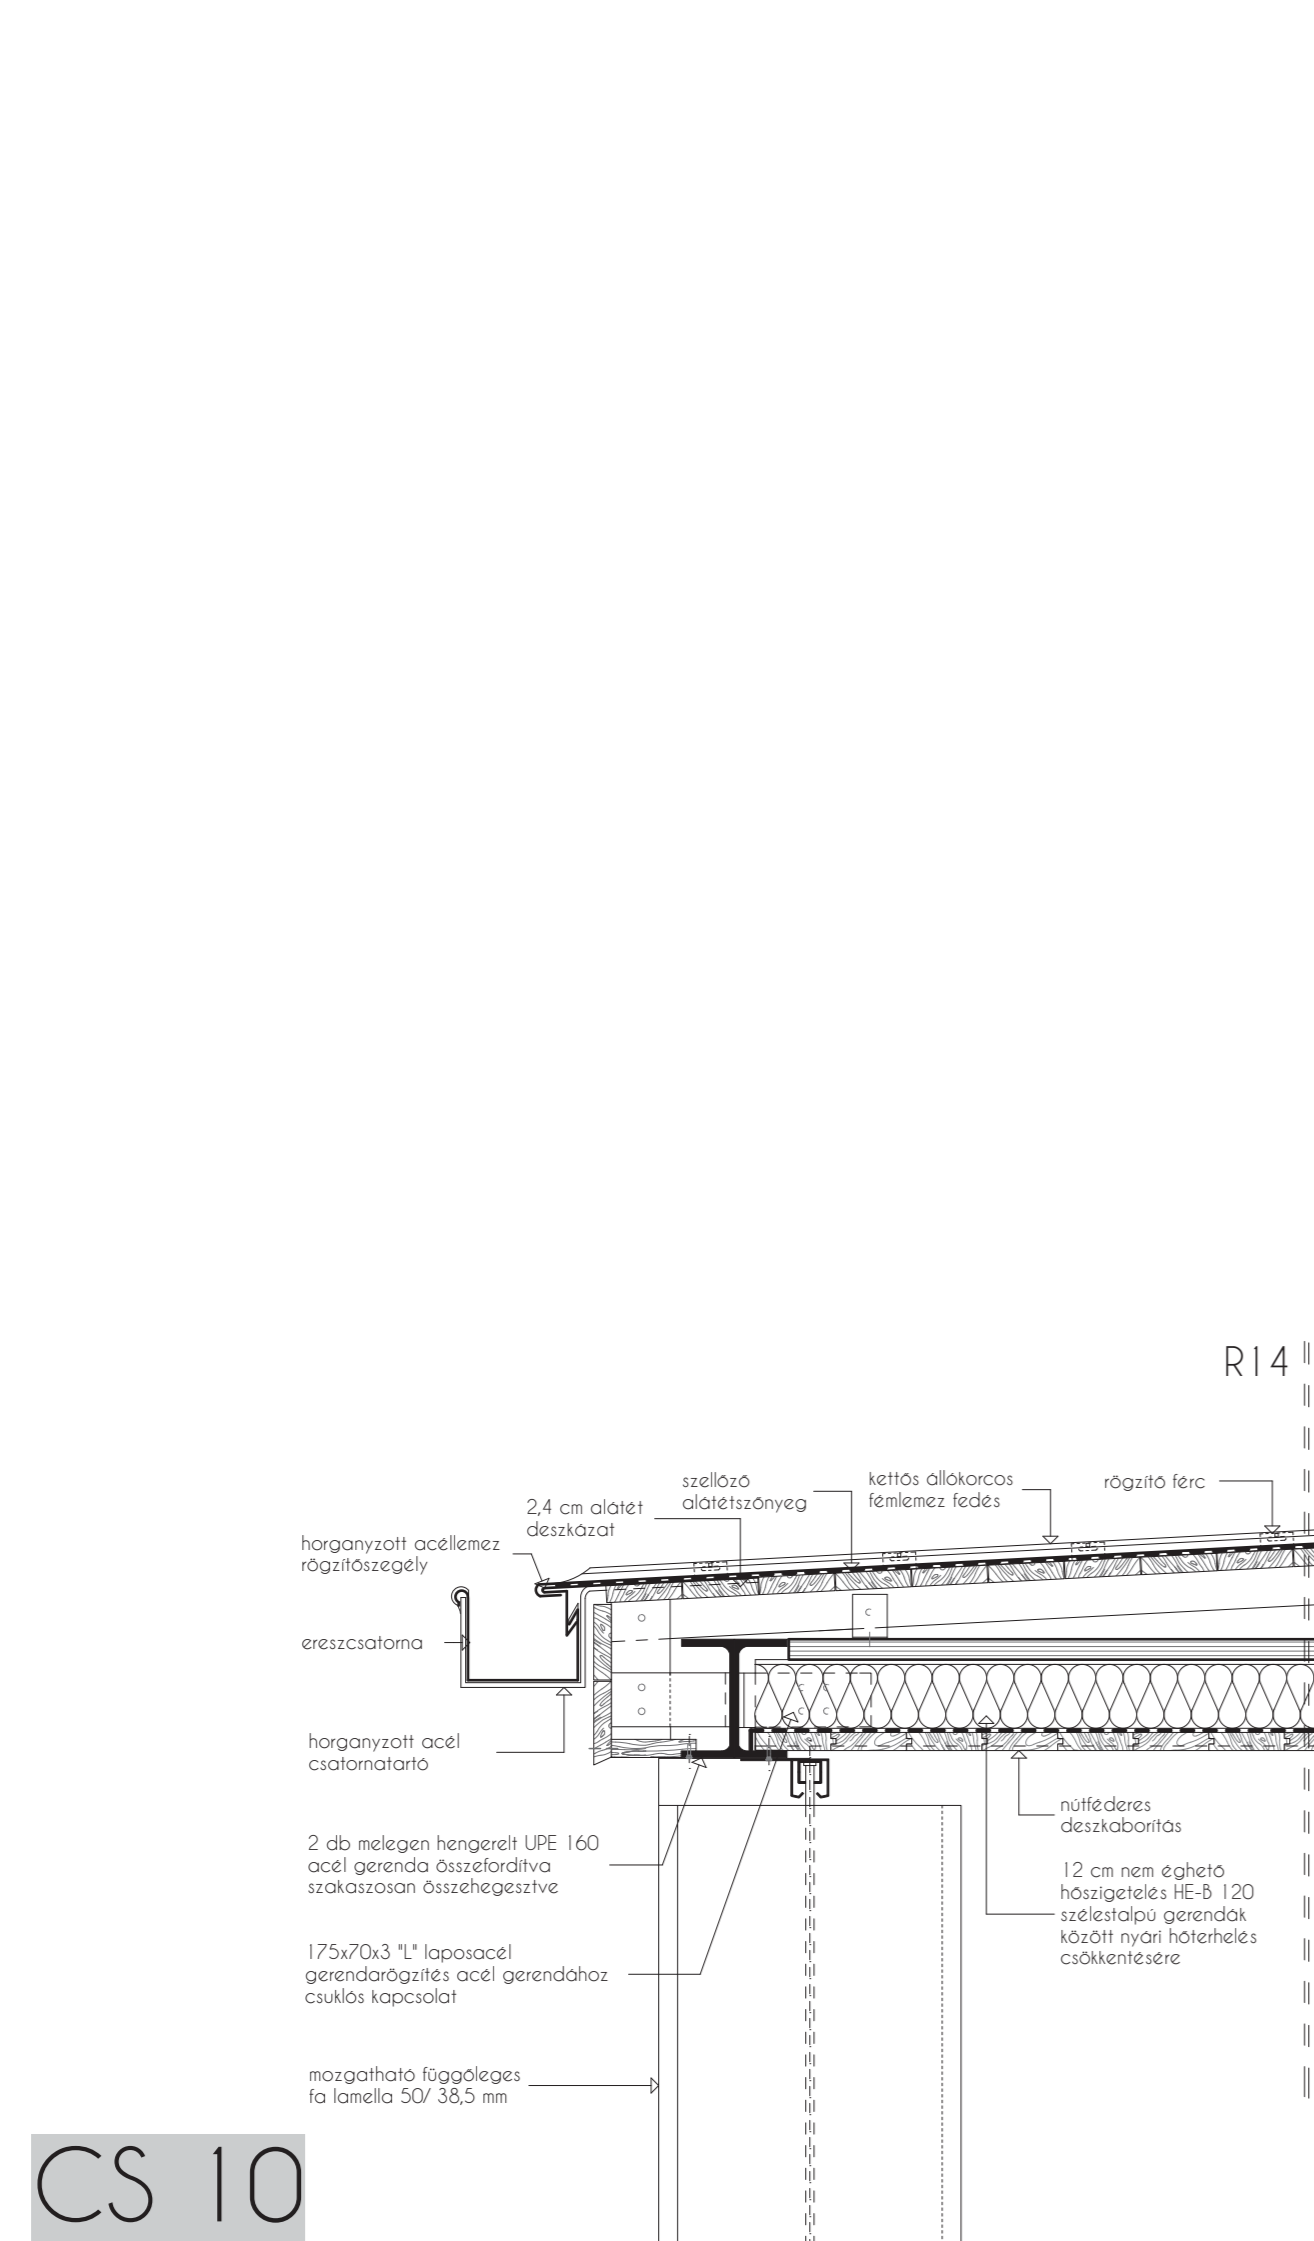 R14
szellőző
alátétszőnyeg
kettős állókorcos
fémlemez fedés
rögzítő férc
2,4 cm alátét
deszkázat
horganyzott acéllemez
rögzítőszegély
ereszcsatorna
horganyzott acél
csatornatartó
2 db melegen hengerelt UPE 160
acél gerenda összefordítva
szakaszosan összehegesztve
175x70x3 "L" laposacél
gerendarögzítés acél gerendához
csuklós kapcsolat
mozgatható függőleges
fa lamella 50/ 38,5 mm
nútféderes
deszkaborítás
12 cm nem éghető
hőszigetelés HE-B 120
szélestalpú gerendák
között nyári hőterhelés
csökkentésére
CS 10